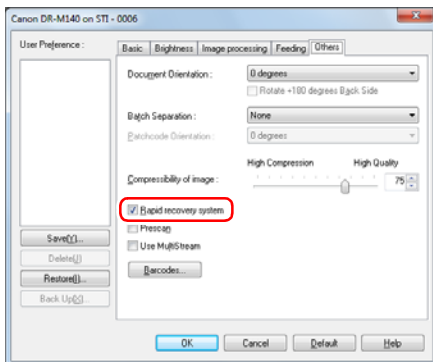 Canon DR-M140 on STI - 0006
User Preference :
Save(Y)...
Delete(J)
Restore(I)...
Back Up(X)...
Basic Brightness Image processing Feeding Others
Document Orientation : 0 degrees
Rotate +180 degrees Back Side
Batch Separation : None
Patchcode Orientation : 0 degrees
High Compression High Quality
Compressibility of image : 75
Rapid recovery system
Prescan
Use MultiStream
Barcodes...
OK Cancel Default Help